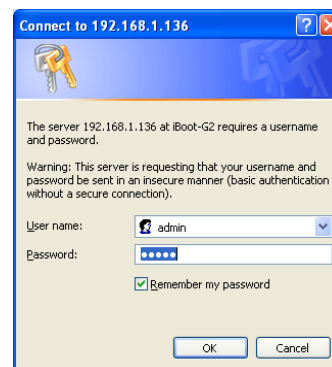 Connect to 192.168.1.136
The server 192.168.1.136 at iBoot-G2 requires a username
and password.
Warning: This server is requesting that your username and
password be sent in an insecure manner (basic authentication
without a secure connection).
User name:
admin
Password:
•••••
Remember my password
OK
Cancel